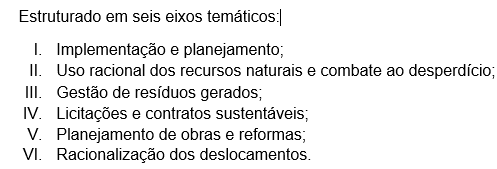 Estruturado em seis eixos temáticos:
I. Implementação e planejamento;
II. Uso racional dos recursos naturais e combate ao desperdício;
III. Gestão de resíduos gerados;
IV. Licitações e contratos sustentáveis;
V. Planejamento de obras e reformas;
VI. Racionalização dos deslocamentos.